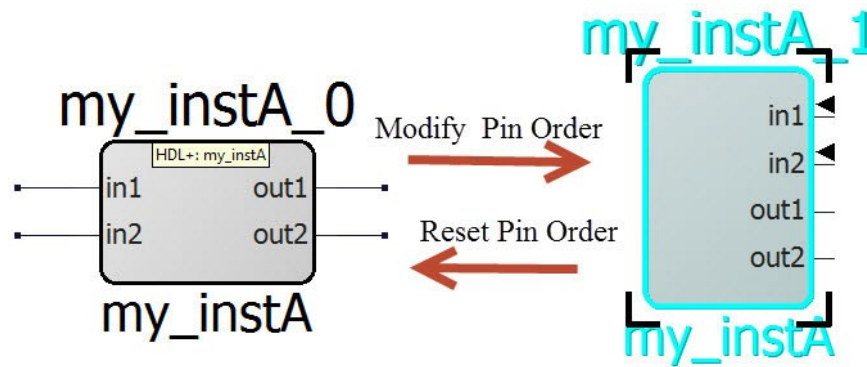 my_instA_0
HDL+: my_instA
in1 out1
in2 out2
my_instA
Modify Pin Order
Reset Pin Order
my_instA_1
in1
in2
out1
out2
my_instA